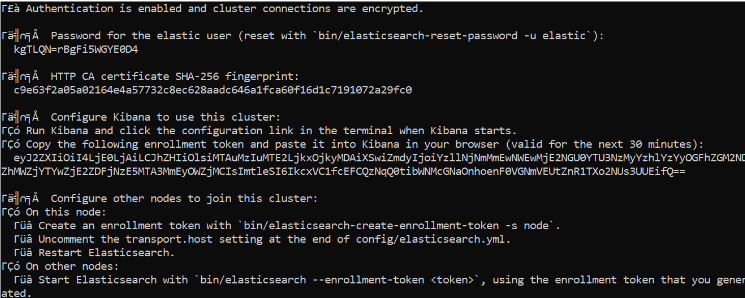 Γ£à Authentication is enabled and cluster connections are encrypted.
Γä╣∩╕Å  Password for the elastic user (reset with `bin/elasticsearch-reset-password -u elastic`):
kgTLQN=rBgFi5WGYE0D4
Γä╣∩╕Å  HTTP CA certificate SHA-256 fingerprint:
c9e63f2a05a02164e4a57732c8ec628aadc646a1fca60f16d1c7191072a29fc0
Γä╣∩╕Å  Configure Kibana to use this cluster:
ΓÇó Run Kibana and click the configuration link in the terminal when Kibana starts.
ΓÇó Copy the following enrollment token and paste it into Kibana in your browser (valid for the next 30 minutes):
Γä╣∩╕Å  Configure other nodes to join this cluster:
ΓÇó On this node:
Γüâ Create an enrollment token with `bin/elasticsearch-create-enrollment-token -s node`.
Γüâ Uncomment the transport.host setting at the end of config/elasticsearch.yml.
Γüâ Restart Elasticsearch.
ΓÇó On other nodes:
Γüâ Start Elasticsearch with `bin/elasticsearch --enrollment-token <token>`, using the enrollment token that you gener
ated.